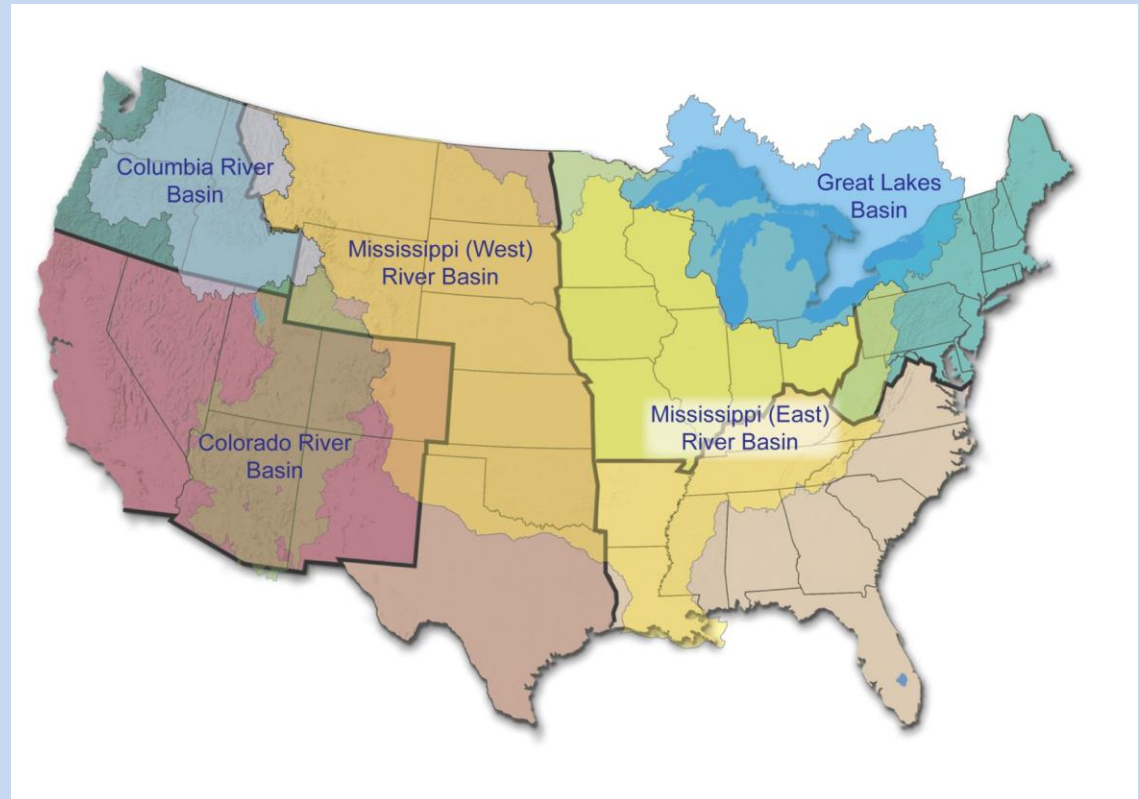 Columbia River
Basin
Great Lakes
Basin
Mississippi (West)
River Basin
Mississippi (East)
River Basin
Colorado River
Basin